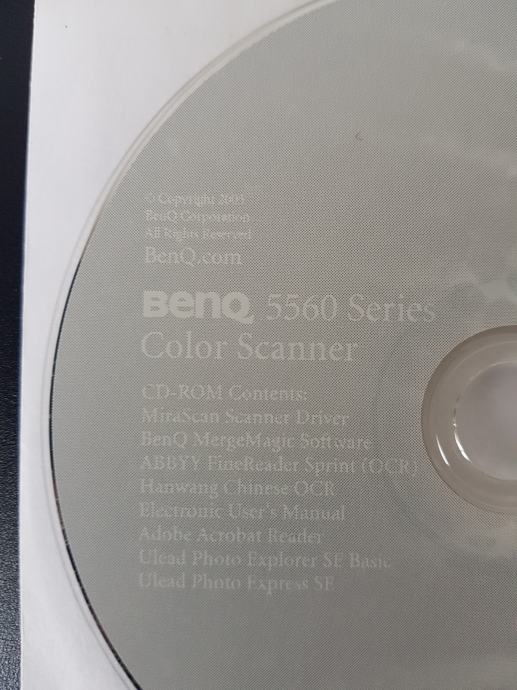 © Copyright 2005
BenQ Corporation
All Rights Reserved
BenQ.com
BenQ 5560 Series
Color Scanner
CD-ROM Contents:
MiraScan Scanner Driver
BenQ MergeMagic Software
ABBYY FineReader Sprint (OCR)
Hanwang Chinese OCR
Electronic User's Manual
Adobe Acrobat Reader
Ulead Photo Explorer SE Basic
Ulead Photo Express SE